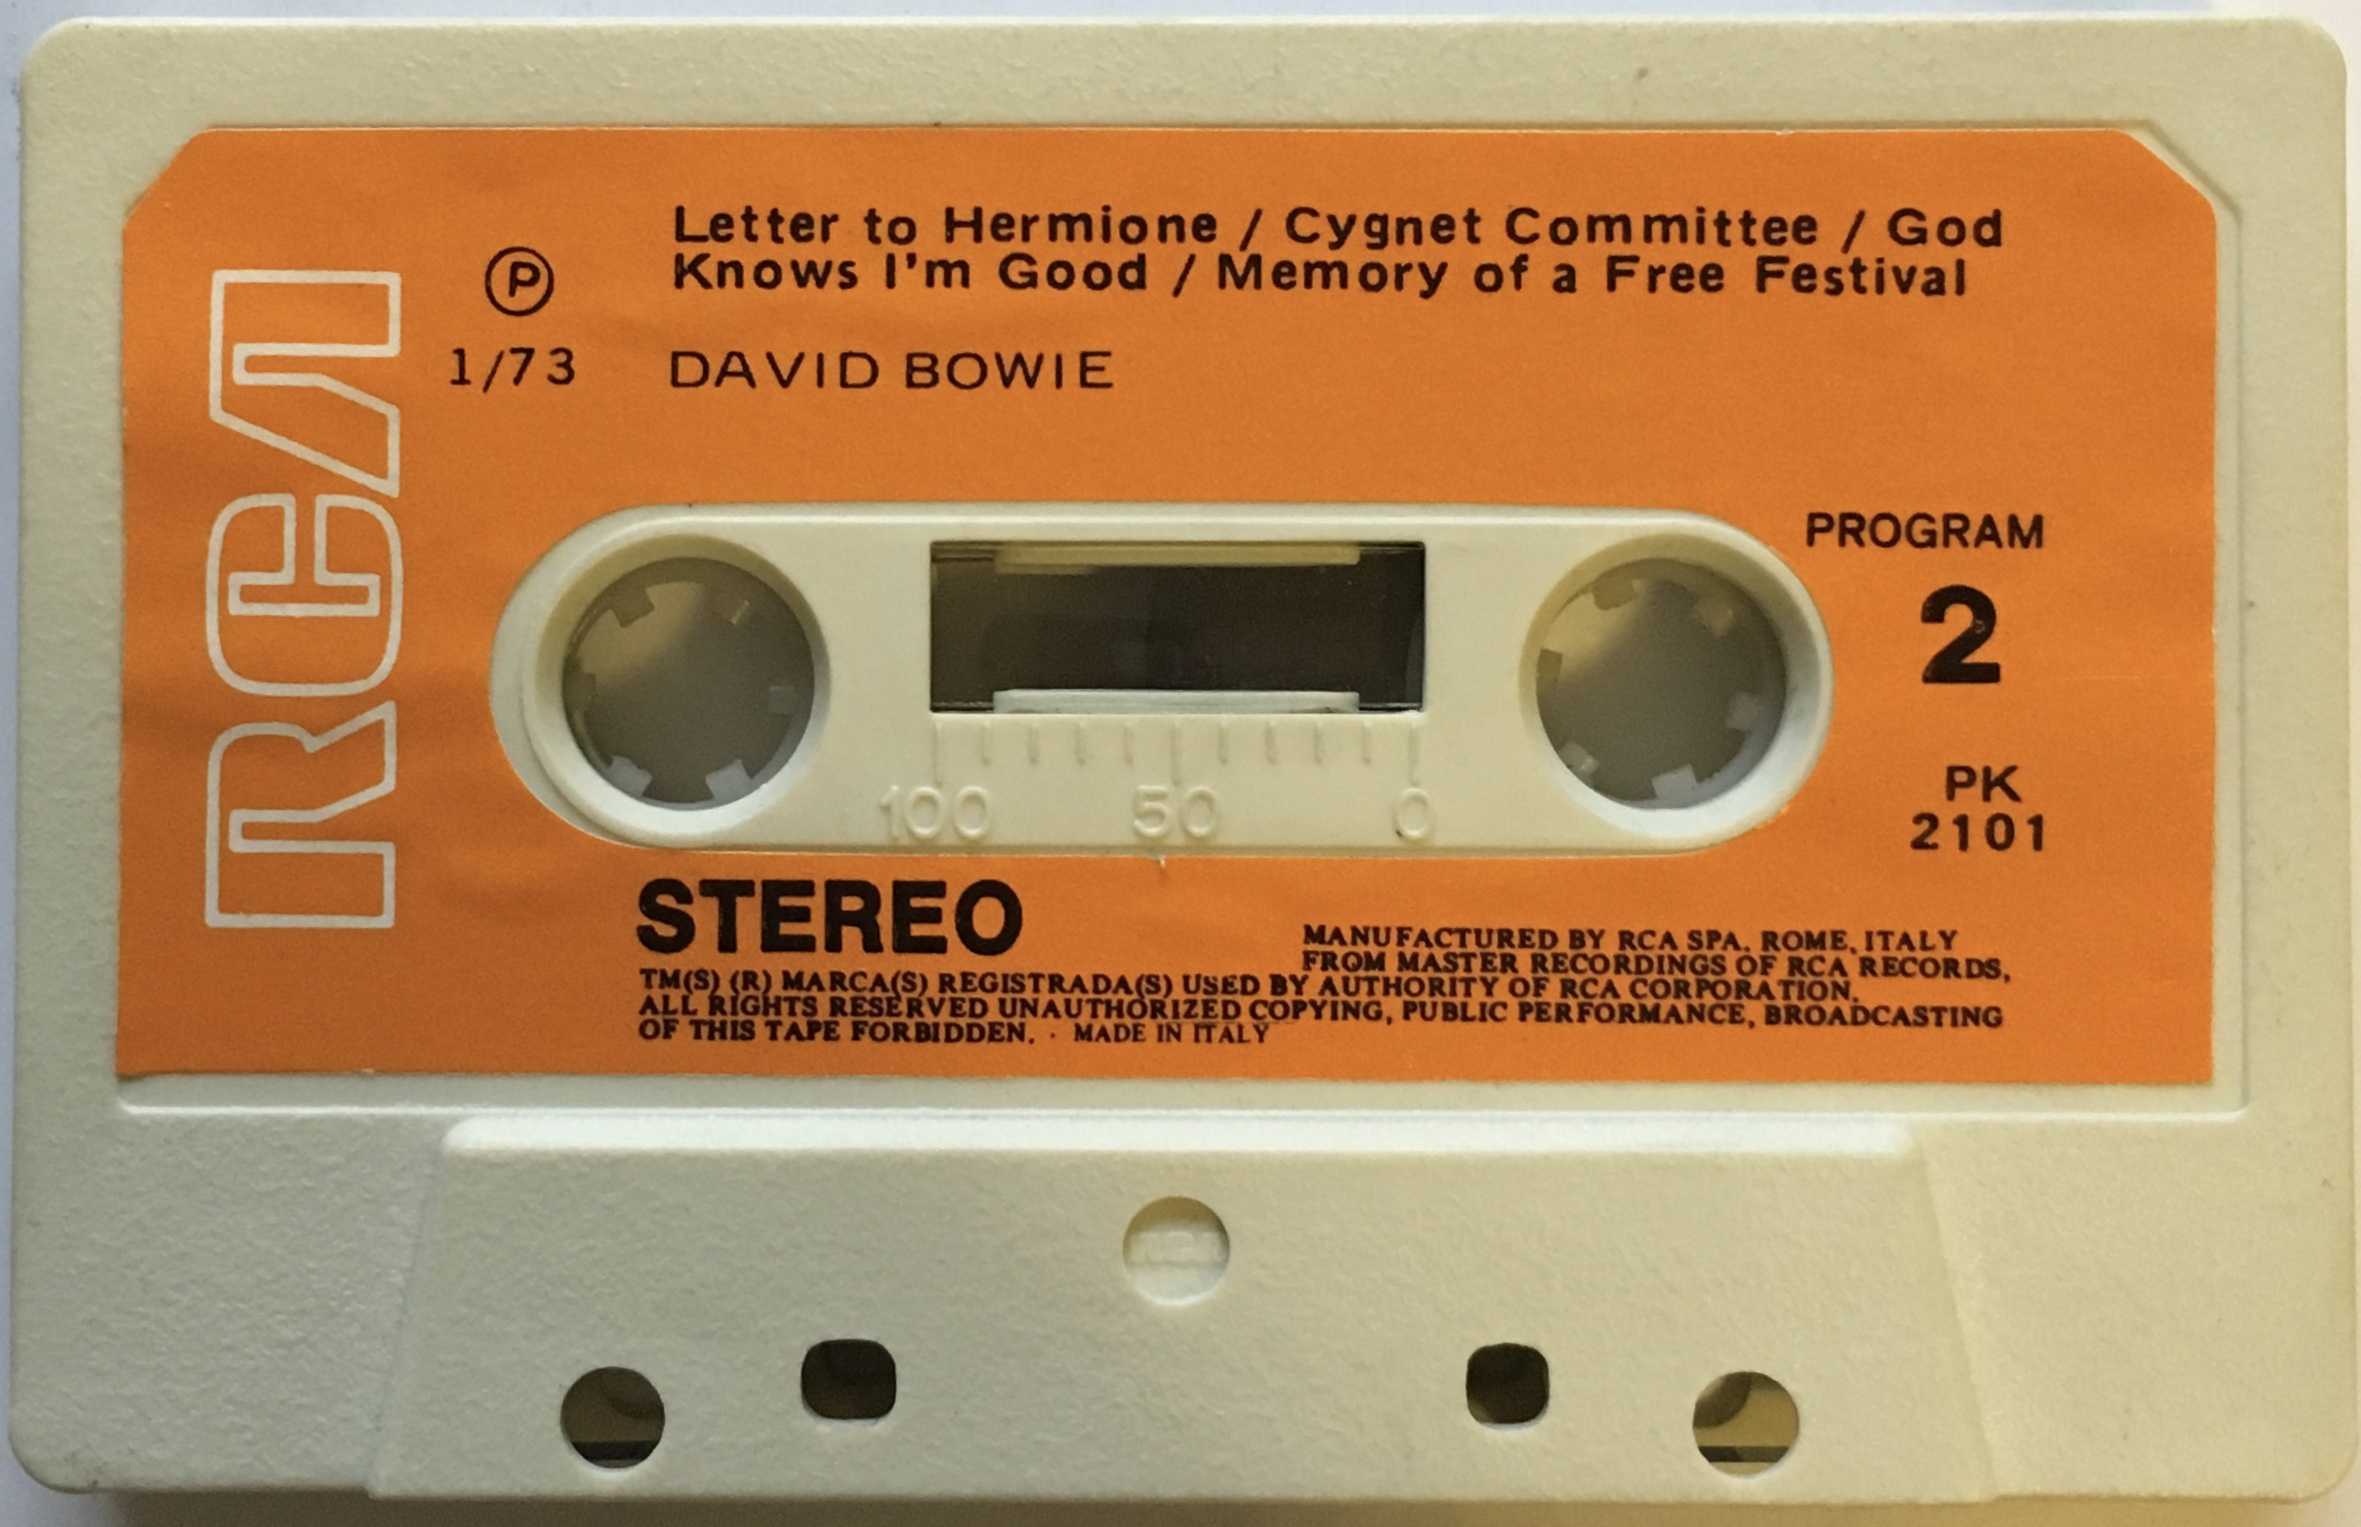 RCA
Ⓟ
1/73
Letter to Hermione / Cygnet Committee / God
Knows I'm Good / Memory of a Free Festival
DAVID BOWIE
PROGRAM
2
PK
2101
100 50 0
STEREO
MANUFACTURED BY RCA SPA. ROME, ITALY
FROM MASTER RECORDINGS OF RCA RECORDS,
TM(S) (R) MARCA(S) REGISTRADA(S) USED BY AUTHORITY OF RCA CORPORATION.
ALL RIGHTS RESERVED UNAUTHORIZED COPYING, PUBLIC PERFORMANCE, BROADCASTING
OF THIS TAPE FORBIDDEN. · MADE IN ITALY